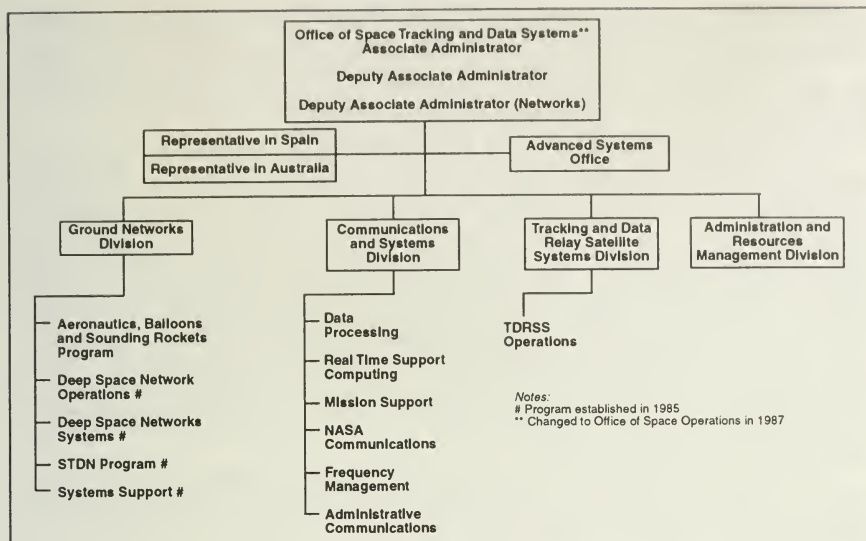 Office of Space Tracking and Data Systems**
Associate Administrator
Deputy Associate Administrator
Deputy Associate Administrator (Networks)
Representative in Spain
Representative in Australia
Advanced Systems
Office
Ground Networks
Division
Communications
and Systems
Division
Tracking and Data
Relay Satellite
Systems Division
Administration and
Resources
Management Division
Aeronautics, Balloons
and Sounding Rockets
Program
Deep Space Network
Operations #
Deep Space Networks
Systems #
STDN Program #
Systems Support #
Data
Processing
Real Time Support
Computing
Mission Support
NASA
Communications
Frequency
Management
Administrative
Communications
TDRSS
Operations
Notes:
# Program established in 1985
** Changed to Office of Space Operations in 1987